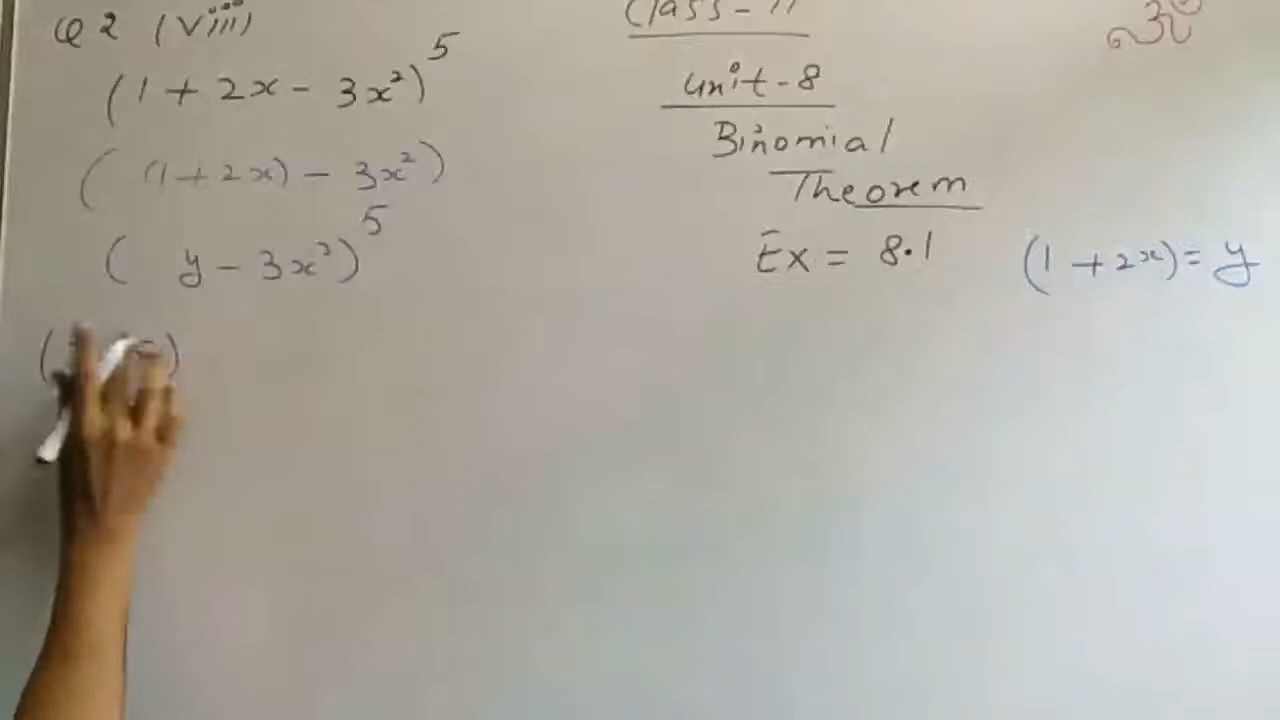 Q 2 (viii)
(1 + 2x - 3x²)⁵
((1 + 2x) - 3x²)
(y - 3x²)⁵
Class - 11
Unit - 8
Binomial
Theorem
Ex = 8.1
(1 + 2x) = y
ॐ